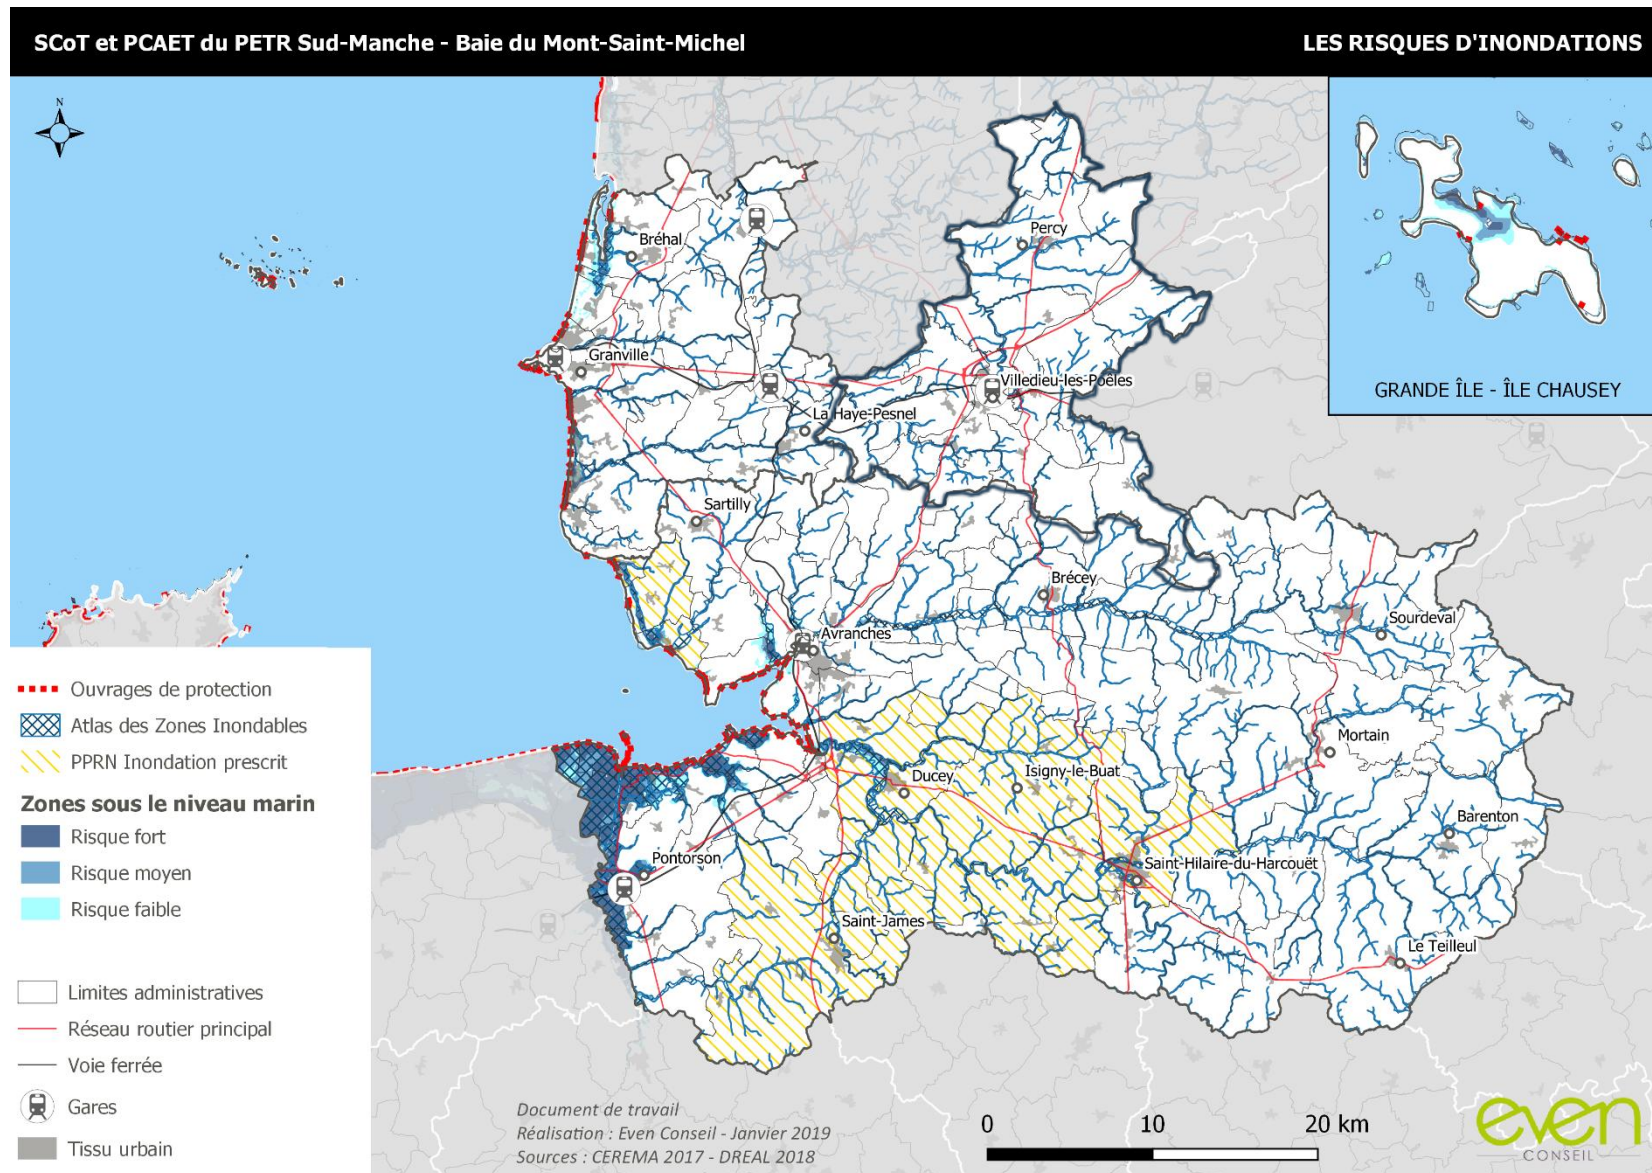 SCoT et PCAET du PETR Sud-Manche - Baie du Mont-Saint-Michel
LES RISQUES D'INONDATIONS
N
GRANDE ÎLE - ÎLE CHAUSEY
Percy
Bréhal
Granville
Villedieu-les-Poêles
La Haye-Pesnel
Sartilly
Brécey
Sourdeval
Avranches
Mortain
Ducey
Isigny-le-Buat
Barenton
Pontorson
Saint-Hilaire-du-Harcouët
Saint-James
Le Teilleul
Ouvrages de protection
Atlas des Zones Inondables
PPRN Inondation prescrit
Zones sous le niveau marin
Risque fort
Risque moyen
Risque faible
Limites administratives
Réseau routier principal
Voie ferrée
Gares
Tissu urbain
Document de travail
Réalisation : Even Conseil - Janvier 2019
Sources : CEREMA 2017 - DREAL 2018
0 10 20 km
even
CONSEIL